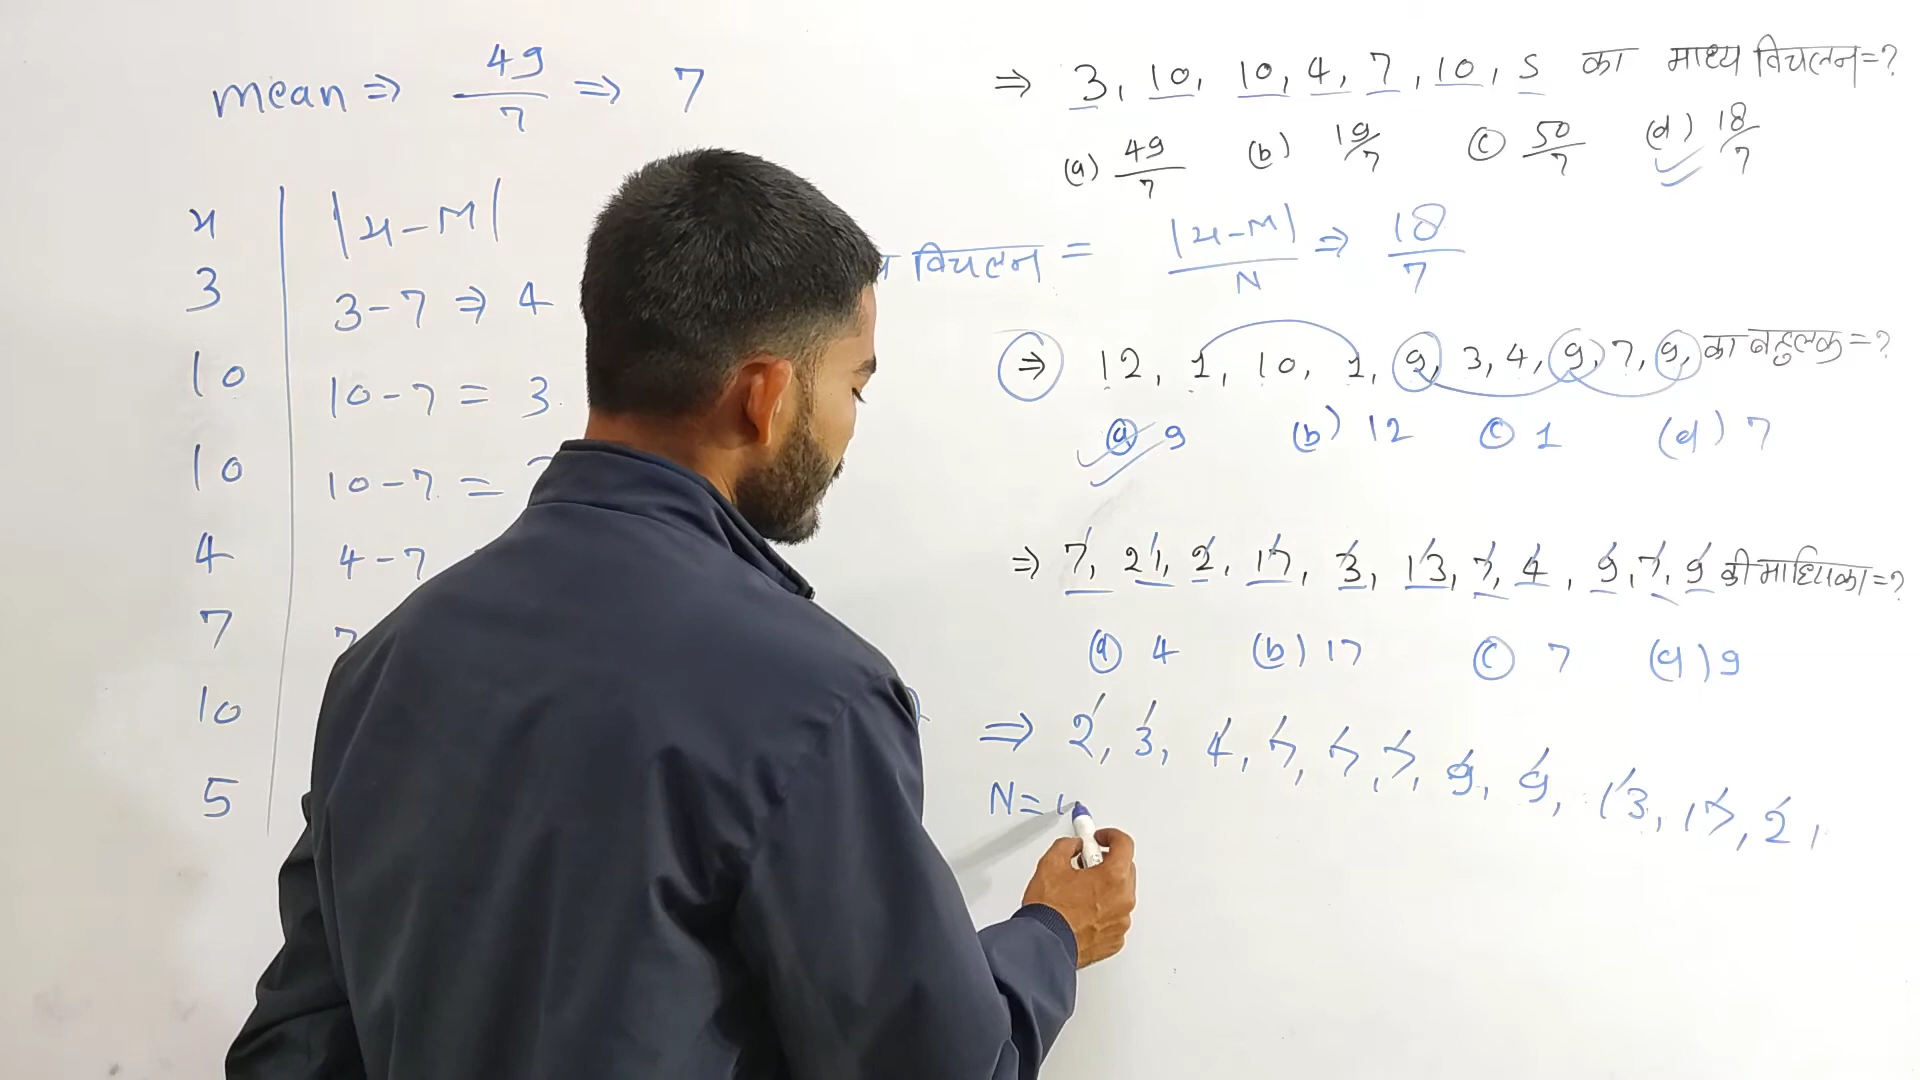 mean ⇒ 49/7 ⇒ 7
x | |x-M|
3 | 3-7 ⇒ 4
10 | 10-7 = 3
10 | 10-7 =
4 | 4-7
7 | 7
10
5
⇒ 3, 10, 10, 4, 7, 10, 5 का माध्य विचलन=?
(a) 49/7 (b) 19/7 (c) 50/7 (d) 18/7
विचलन = |x-M|/N ⇒ 18/7
⇒ 12, 1, 10, 1, 9, 3, 4, 9, 7, 9, का बहुलक=?
(a) 9 (b) 12 (c) 1 (d) 7
⇒ 7, 21, 2, 17, 3, 13, 7, 4, 9, 7, 9 की माध्यिका=?
(a) 4 (b) 17 (c) 7 (d) 9
⇒ 2, 3, 4, 7, 7, 7, 9, 9, 13, 17, 21
N=